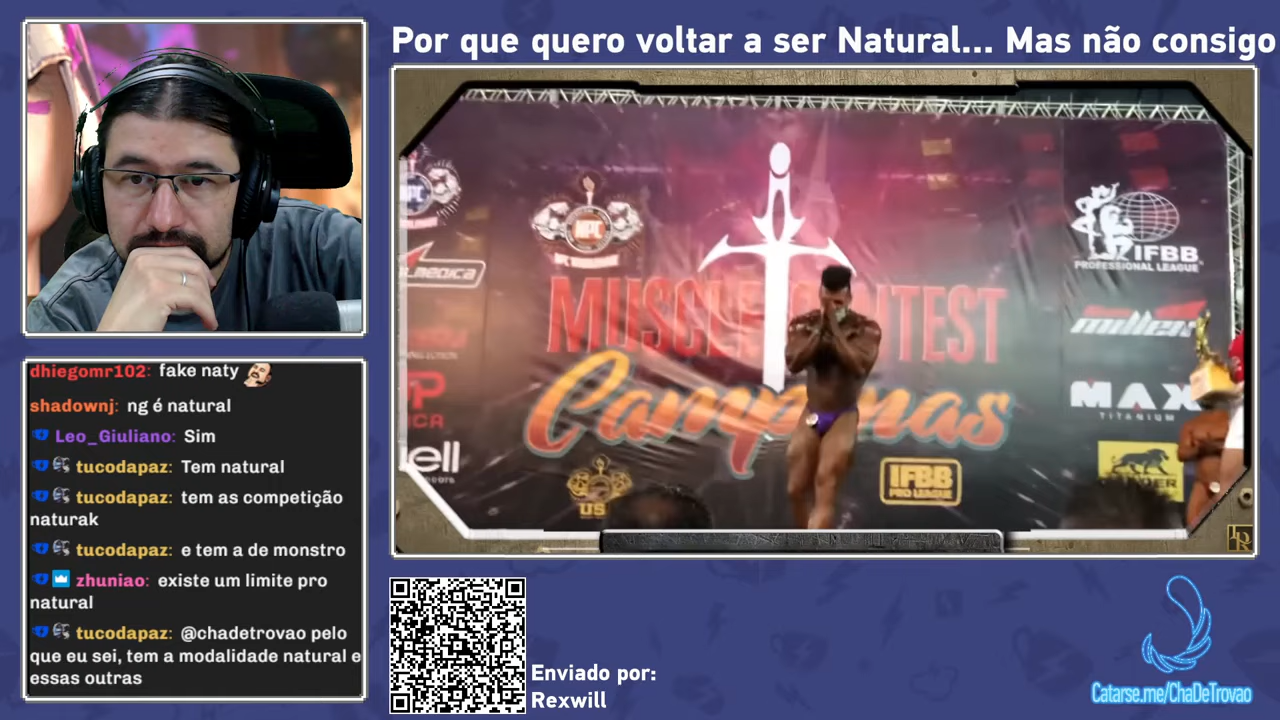 Por que quero voltar a ser Natural... Mas não consigo
dhiegomr102: fake naty
shadownj: ng é natural
Leo_Giuliano: Sim
tucodapaz: Tem natural
tucodapaz: tem as competição
naturak
tucodapaz: e tem a de monstro
zhuniao: existe um limite pro
natural
tucodapaz: @chadetrovao pelo
que eu sei, tem a modalidade natural e
essas outras
NPC
IFBB
PROFESSIONAL LEAGUE
MUSCLE CONTEST
Campinas
MAX
TITANIUM
IFBB
PRO LEAGUE
Enviado por:
Rexwill
Catarse.me/ChaDeTrovao